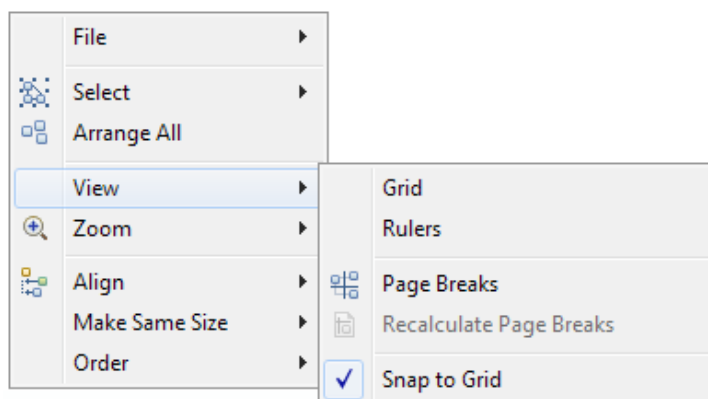 File
Select
Arrange All
View
Zoom
Align
Make Same Size
Order
Grid
Rulers
Page Breaks
Recalculate Page Breaks
Snap to Grid